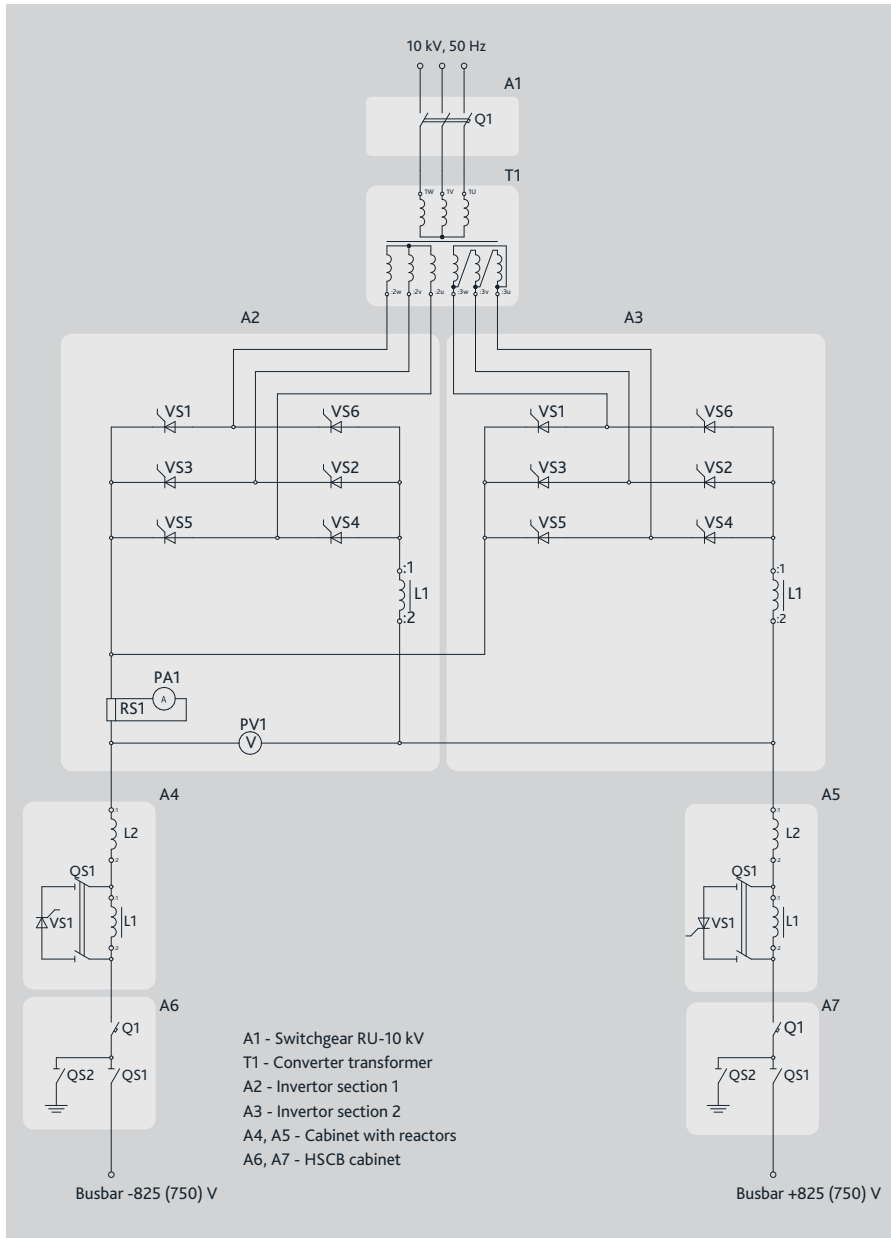 10 kV, 50 Hz
A1
Q1
T1
1W 1V 1U
:2w :2v :2u :3w :3v :3u
A2 A3
VS1 VS6 VS1 VS6
VS3 VS2 VS3 VS2
VS5 VS4 VS5 VS4
:1 :1
L1 L1
:2 :2
PA1
A
RS1
PV1
V
A4 A5
:1 :1
L2 L2
:2 :2
QS1 QS1
:1 :1
VS1 L1 VS1 L1
:2 :2
A6 A7
Q1 Q1
QS2 QS1 QS2 QS1
A1 - Switchgear RU-10 kV
T1 - Converter transformer
A2 - Invertor section 1
A3 - Invertor section 2
A4, A5 - Cabinet with reactors
A6, A7 - HSCB cabinet
Busbar -825 (750) V Busbar +825 (750) V